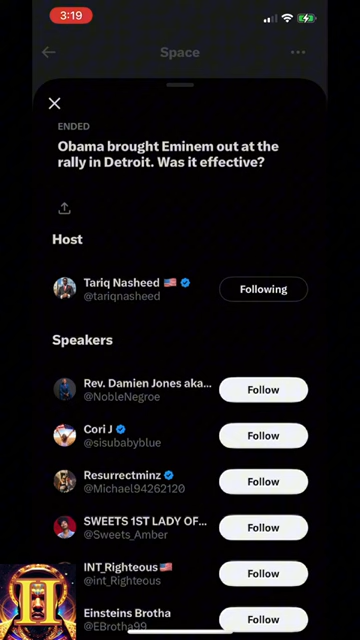 3:19
Space
ENDED
Obama brought Eminem out at the
rally in Detroit. Was it effective?
Host
Tariq Nasheed 🇺🇸
@tariqnasheed
Following
Speakers
Rev. Damien Jones aka...
@NobleNegroe
Follow
Cori J
@sisubabyblue
Follow
Resurrectminz
@Michael94262120
Follow
SWEETS 1ST LADY OF...
@Sweets_Amber
Follow
INT_Righteous 🇺🇸
@int_Righteous
Follow
Einsteins Brotha
@EBrotha99
Follow